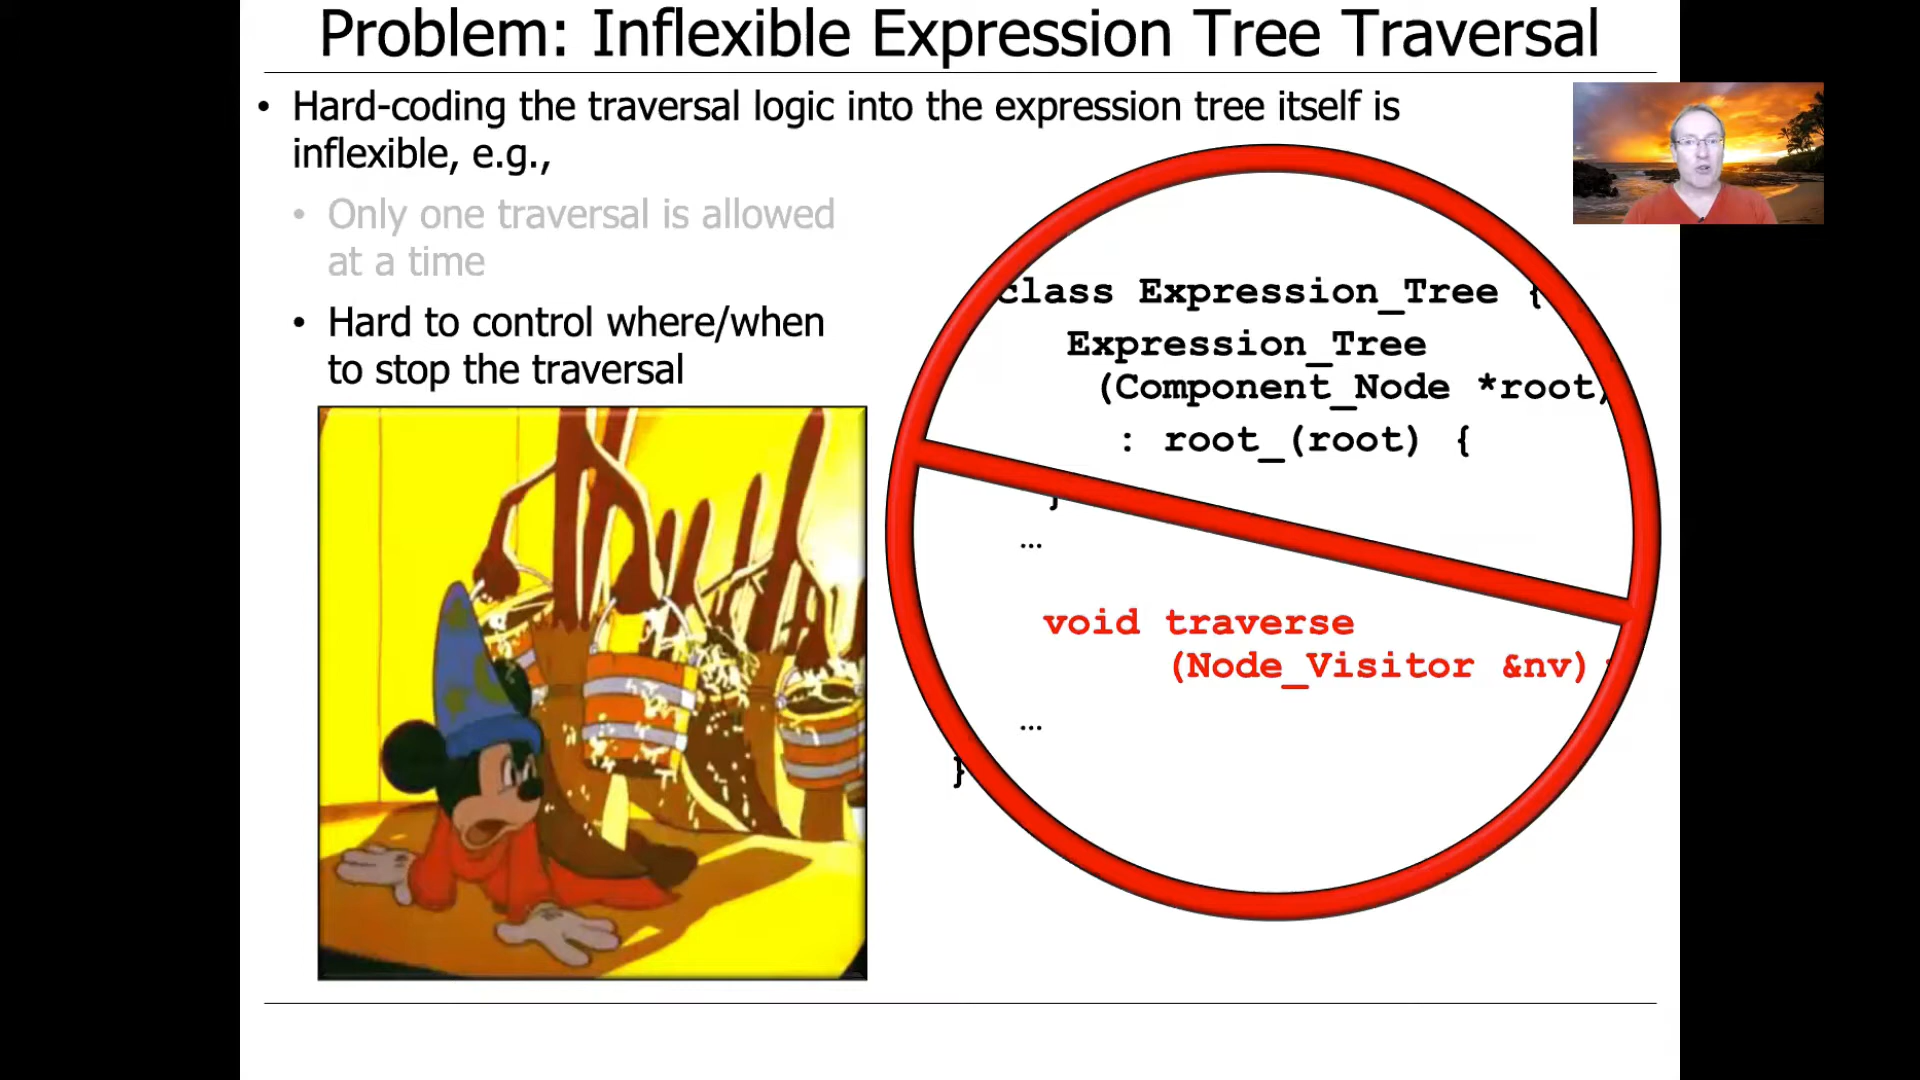 Problem: Inflexible Expression Tree Traversal
• Hard-coding the traversal logic into the expression tree itself is
inflexible, e.g.,
• Only one traversal is allowed
at a time
• Hard to control where/when
to stop the traversal
class Expression_Tree {
Expression_Tree
(Component_Node *root)
: root_(root) {
}
…
void traverse
(Node_Visitor &nv);
…
}